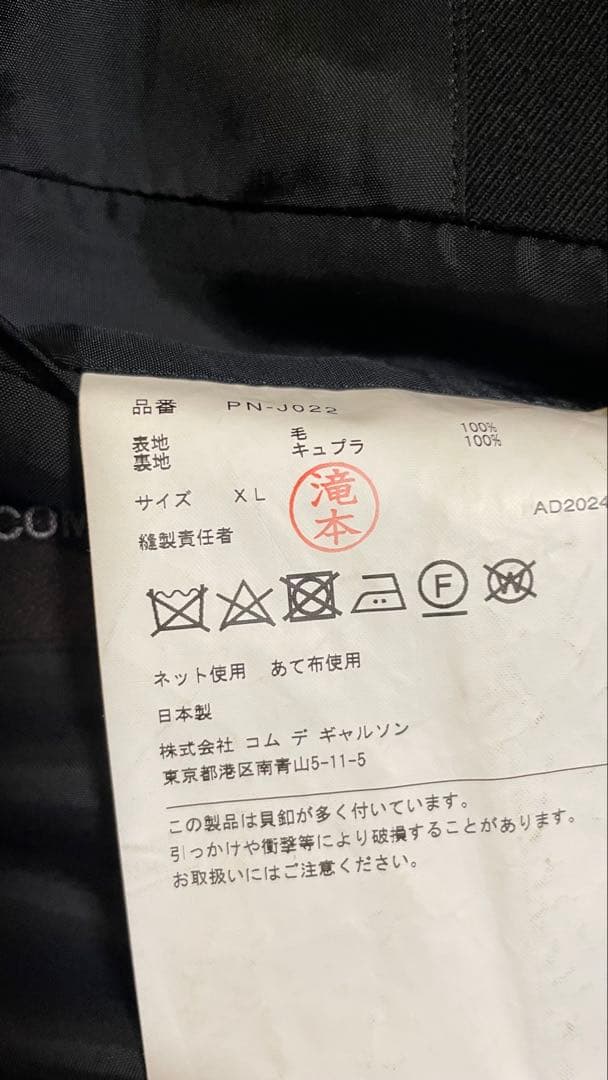 品番 PN-J022
表地 毛 100%
裏地 キュプラ 100%
サイズ XL
滝本
AD2024
縫製責任者
F W
ネット使用 あて布使用
日本製
株式会社 コム デ ギャルソン
東京都港区南青山5-11-5
この製品は貝釦が多く付いています。
引っかけや衝撃等により破損することがあります。
お取扱いにはご注意ください。
COM